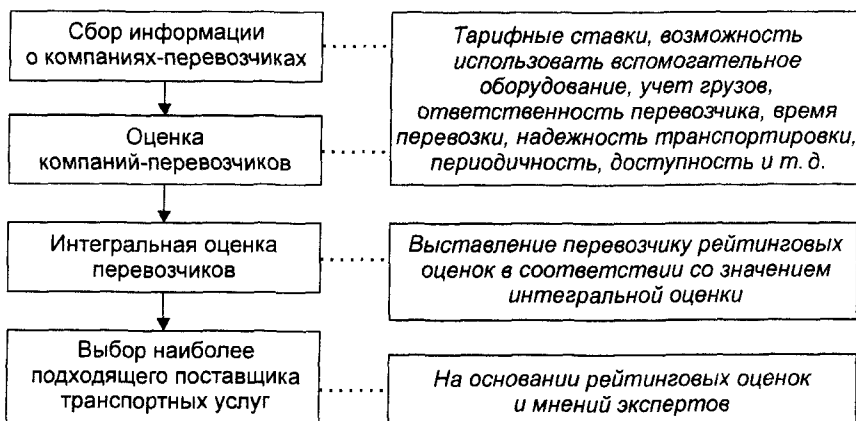 Сбор информации
о компаниях-перевозчиках
Тарифные ставки, возможность
использовать вспомогательное
оборудование, учет грузов,
ответственность перевозчика, время
перевозки, надежность транспортировки,
периодичность, доступность и т. д.
Оценка
компаний-перевозчиков
Интегральная оценка
перевозчиков
Выставление перевозчику рейтинговых
оценок в соответствии со значением
интегральной оценки
Выбор наиболее
подходящего поставщика
транспортных услуг
На основании рейтинговых оценок
и мнений экспертов